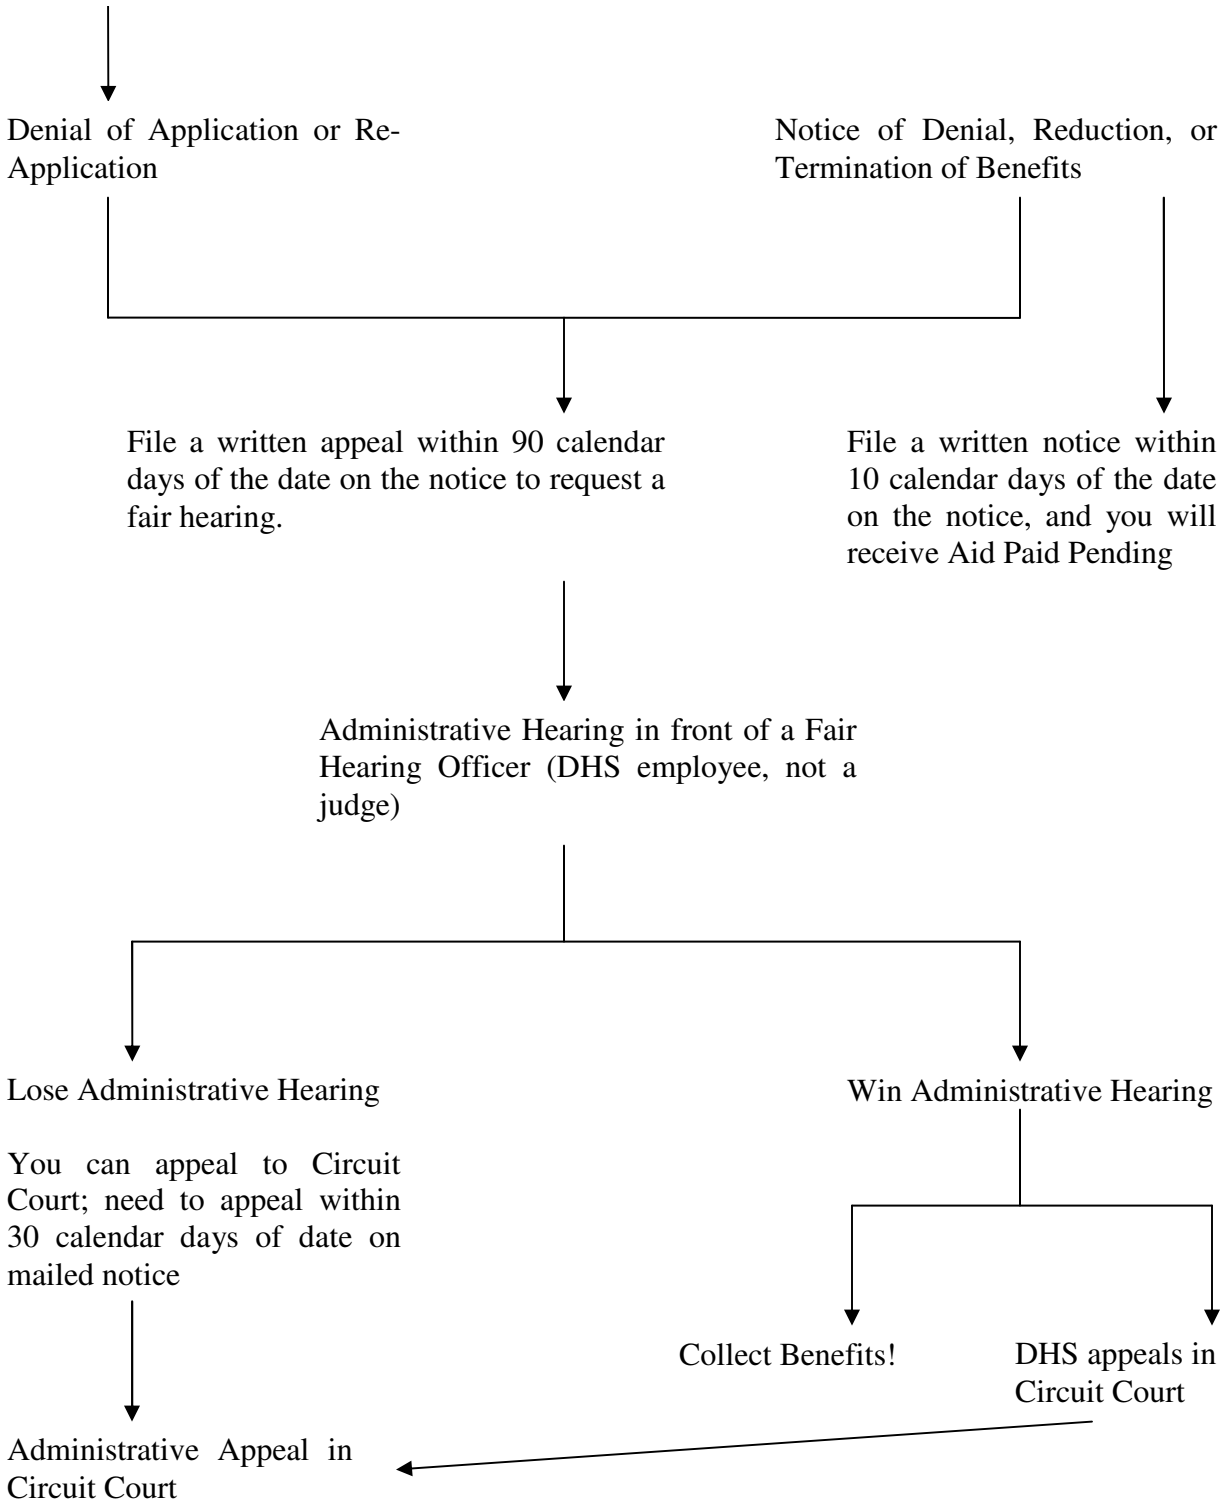 Denial of Application or Re-
Application
Notice of Denial, Reduction, or
Termination of Benefits
File a written appeal within 90 calendar
days of the date on the notice to request a
fair hearing.
File a written notice within
10 calendar days of the date
on the notice, and you will
receive Aid Paid Pending
Administrative Hearing in front of a Fair
Hearing Officer (DHS employee, not a
judge)
Lose Administrative Hearing
You can appeal to Circuit
Court; need to appeal within
30 calendar days of date on
mailed notice
Win Administrative Hearing
Collect Benefits!
DHS appeals in
Circuit Court
Administrative Appeal in
Circuit Court